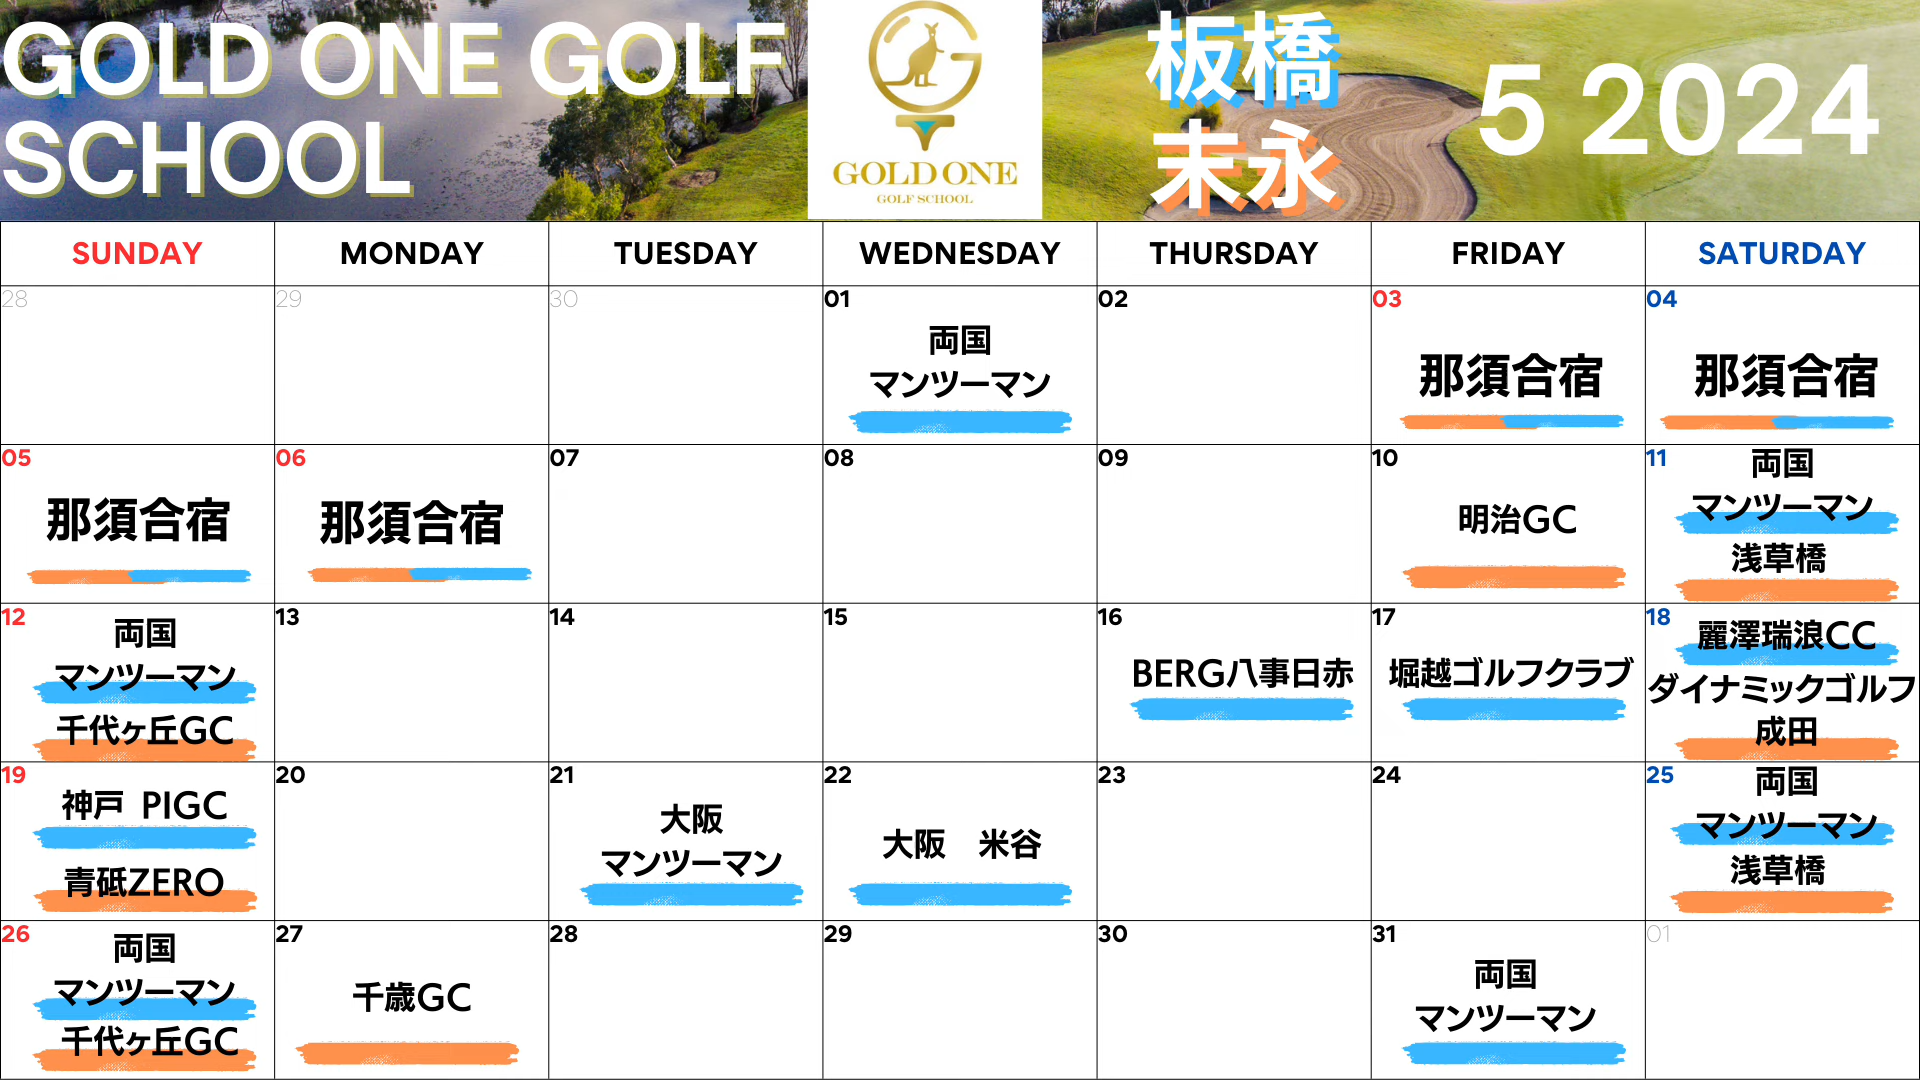 GOLD ONE GOLF
SCHOOL
GOLD ONE
GOLF SCHOOL
板橋
末永
5 2024
SUNDAY
MONDAY
TUESDAY
WEDNESDAY
THURSDAY
FRIDAY
SATURDAY
28
29
30
01
両国
マンツーマン
02
03
那須合宿
04
那須合宿
05
那須合宿
06
那須合宿
07
08
09
10
明治GC
11
両国
マンツーマン
浅草橋
12
両国
マンツーマン
千代ヶ丘GC
13
14
15
16
BERG八事日赤
17
堀越ゴルフクラブ
18
麗澤瑞浪CC
ダイナミックゴルフ
成田
19
神戸 PIGC
青砥ZERO
20
21
大阪
マンツーマン
22
大阪　米谷
23
24
25
両国
マンツーマン
浅草橋
26
両国
マンツーマン
千代ヶ丘GC
27
千歳GC
28
29
30
31
両国
マンツーマン
01